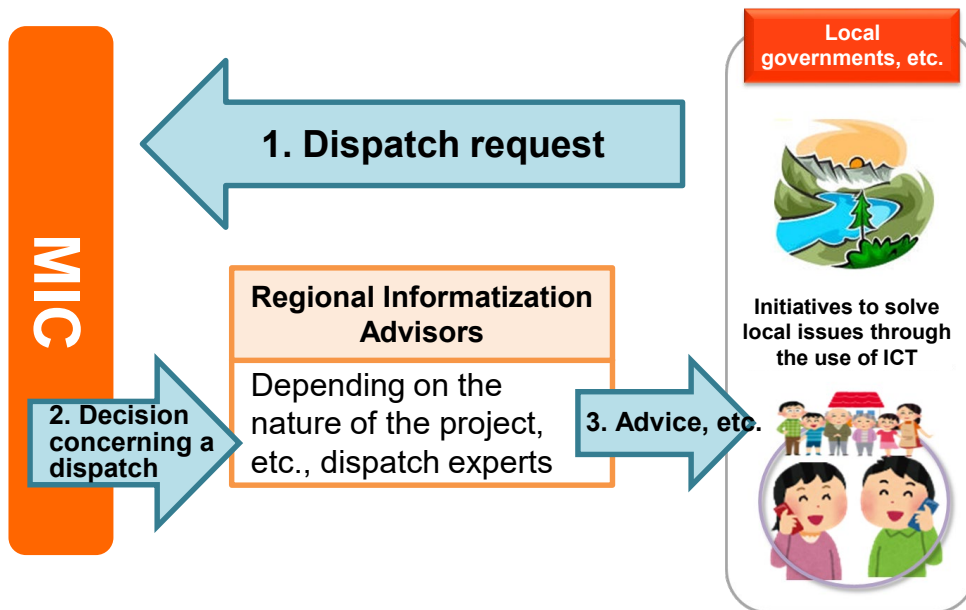 Local
governments, etc.
1. Dispatch request
MIC
Regional Informatization
Advisors
Depending on the
nature of the project,
etc., dispatch experts
2. Decision
concerning a
dispatch
3. Advice, etc.
Initiatives to solve
local issues through
the use of ICT